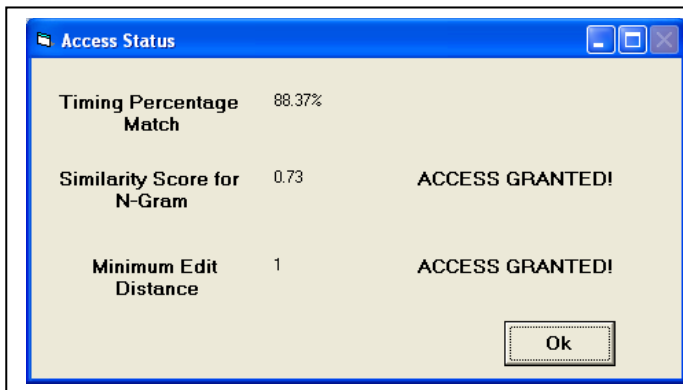 Access Status
Timing Percentage 88.37%
Match
Similarity Score for 0.73 ACCESS GRANTED!
N-Gram
Minimum Edit 1 ACCESS GRANTED!
Distance
Ok